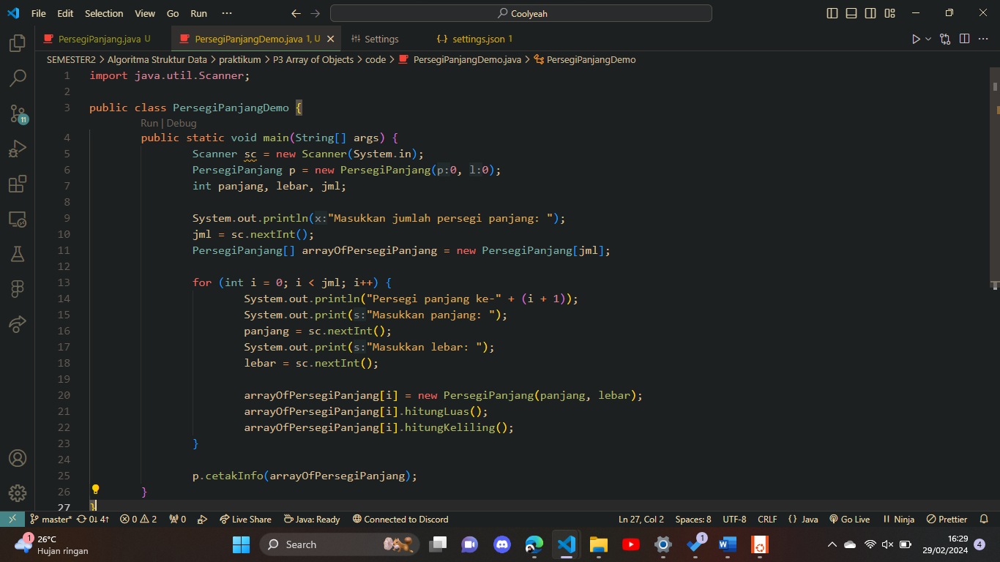 File Edit Selection View Go Run ··· Coolyeah
PersegiPanjang.java U PersegiPanjangDemo.java 1, U Settings {..} settings.json 1
SEMESTER2 > Algoritma Struktur Data > praktikum > P3 Array of Objects > code > PersegiPanjangDemo.java > PersegiPanjangDemo
1 import java.util.Scanner;
2
3 public class PersegiPanjangDemo {
Run | Debug
4 public static void main(String[] args) {
5 Scanner sc = new Scanner(System.in);
6 PersegiPanjang p = new PersegiPanjang(p:0, l:0);
7 int panjang, lebar, jml;
8
9 System.out.println(x:"Masukkan jumlah persegi panjang: ");
10 jml = sc.nextInt();
11 PersegiPanjang[] arrayOfPersegiPanjang = new PersegiPanjang[jml];
12
13 for (int i = 0; i < jml; i++) {
14 System.out.println("Persegi panjang ke-" + (i + 1));
15 System.out.print(s:"Masukkan panjang: ");
16 panjang = sc.nextInt();
17 System.out.print(s:"Masukkan lebar: ");
18 lebar = sc.nextInt();
19
20 arrayOfPersegiPanjang[i] = new PersegiPanjang(panjang, lebar);
21 arrayOfPersegiPanjang[i].hitungLuas();
22 arrayOfPersegiPanjang[i].hitungKeliling();
23 }
24
25 p.cetakInfo(arrayOfPersegiPanjang);
26 }
27 }
11
master* 0↓ 4↑ 0 2 0 Live Share Java: Ready Connected to Discord Ln 27, Col 2 Spaces: 8 UTF-8 CRLF {} Java Go Live Ninja Prettier
1 26°C
Hujan ringan
Search
1
16:29
29/02/2024 4